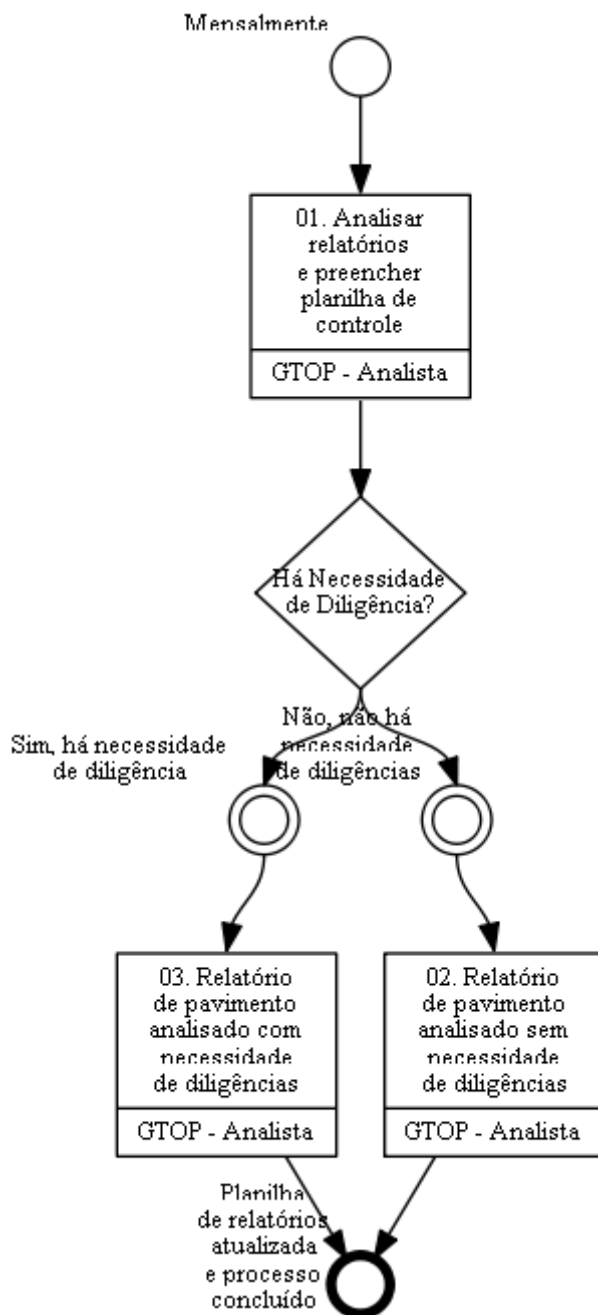 Mensalmente
01. Analisar
relatórios
e preencher
planilha de
controle
GTOP - Analista
Há Necessidade
de Diligência?
Sim, há necessidade
de diligência
Não, não há
necessidade
de diligências
03. Relatório
de pavimento
analisado com
necessidade
de diligências
GTOP - Analista
02. Relatório
de pavimento
analisado sem
necessidade
de diligências
GTOP - Analista
Planilha
de relatórios
atualizada
e processo
concluído